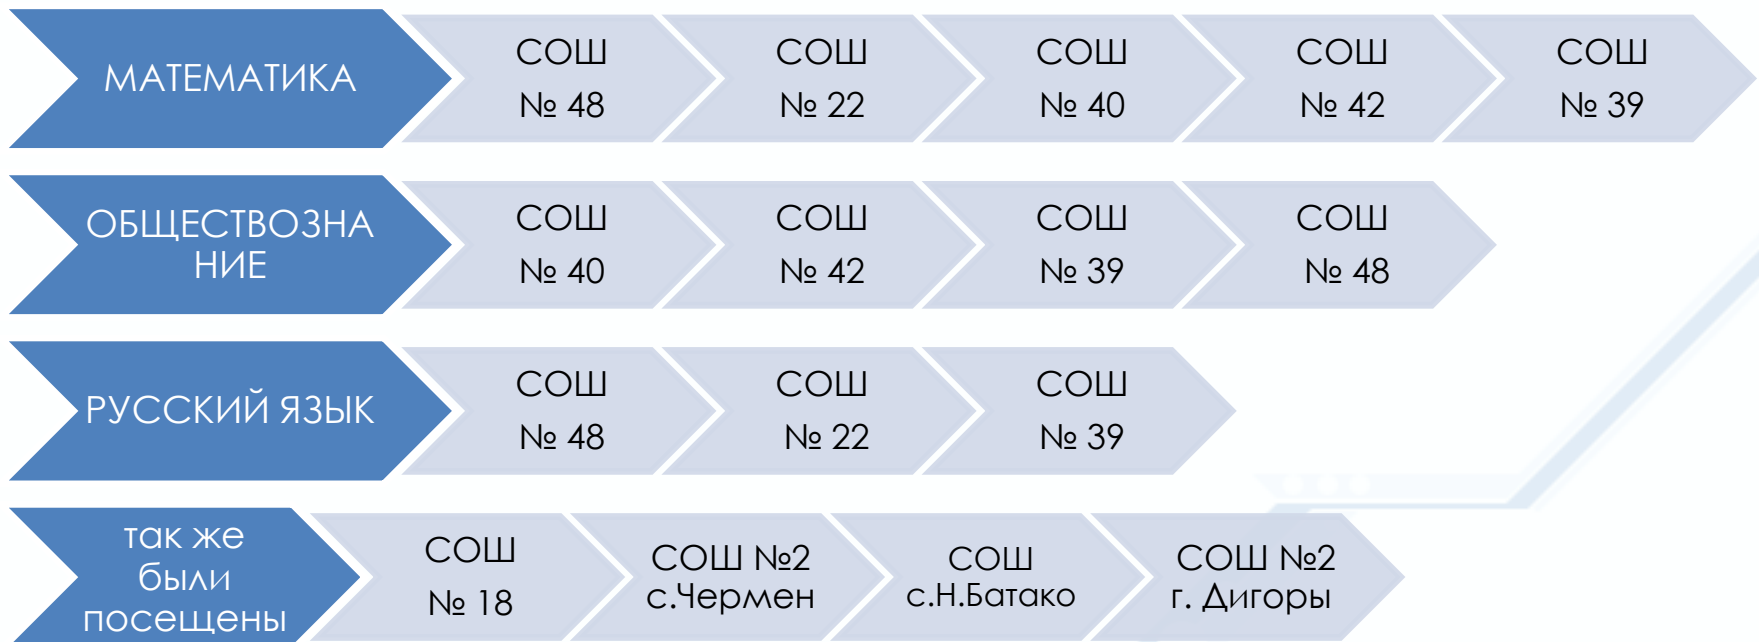 МАТЕМАТИКА
СОШ
№ 48
СОШ
№ 22
СОШ
№ 40
СОШ
№ 42
СОШ
№ 39
ОБЩЕСТВОЗНА
НИЕ
СОШ
№ 40
СОШ
№ 42
СОШ
№ 39
СОШ
№ 48
РУССКИЙ ЯЗЫК
СОШ
№ 48
СОШ
№ 22
СОШ
№ 39
так же
были
посещены
СОШ
№ 18
СОШ №2
с.Чермен
СОШ
с.Н.Батако
СОШ №2
г. Дигоры